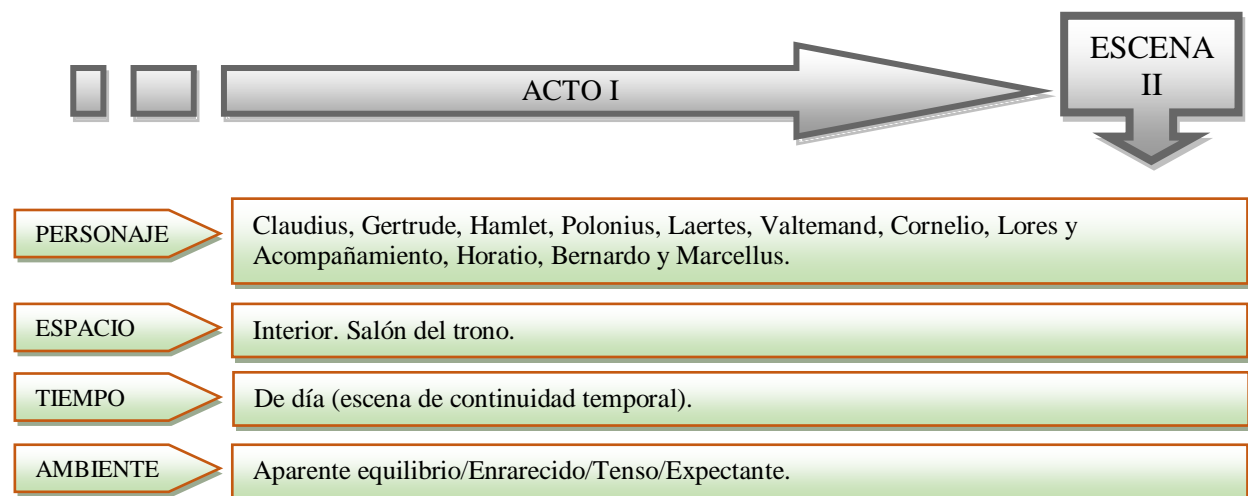 ACTO I
ESCENA
II
PERSONAJE
Claudius, Gertrude, Hamlet, Polonius, Laertes, Valtemand, Cornelio, Lores y
Acompañamiento, Horatio, Bernardo y Marcellus.
ESPACIO
Interior. Salón del trono.
TIEMPO
De día (escena de continuidad temporal).
AMBIENTE
Aparente equilibrio/Enrarecido/Tenso/Expectante.